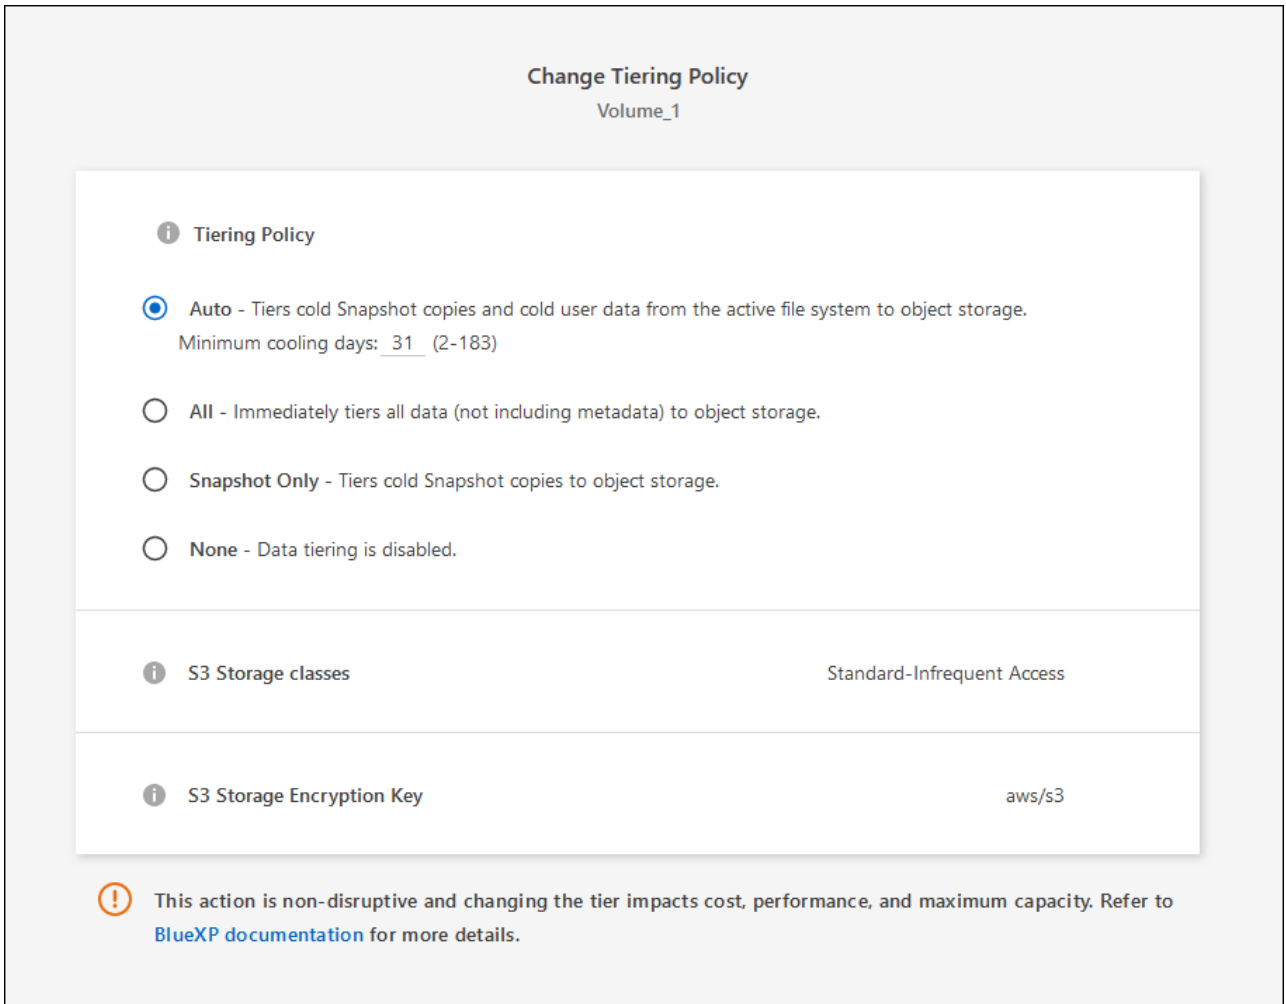 Change Tiering Policy
Volume_1
Tiering Policy
Auto - Tiers cold Snapshot copies and cold user data from the active file system to object storage.
Minimum cooling days: 31 (2-183)
All - Immediately tiers all data (not including metadata) to object storage.
Snapshot Only - Tiers cold Snapshot copies to object storage.
None - Data tiering is disabled.
S3 Storage classes Standard-Infrequent Access
S3 Storage Encryption Key aws/s3
This action is non-disruptive and changing the tier impacts cost, performance, and maximum capacity. Refer to
BlueXP documentation for more details.